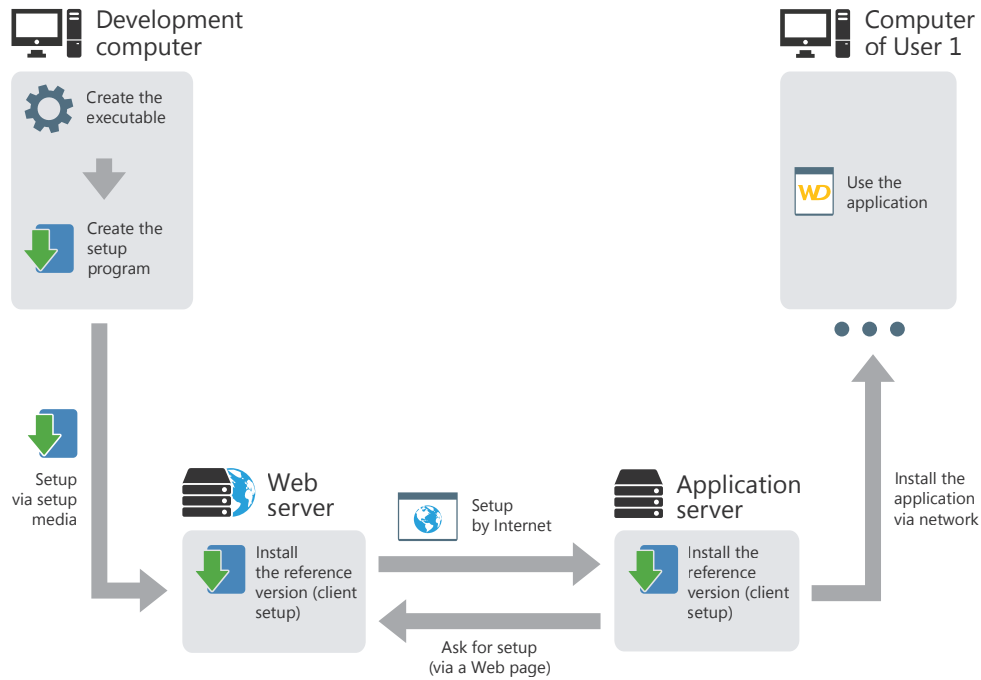 Development
computer
Create the
executable
Create the
setup
program
Computer
of User 1
WD
Use the
application
Setup
via setup
media
Web
server
Install
the reference
version (client
setup)
Setup
by Internet
Ask for setup
(via a Web page)
Application
server
Install the
reference
version (client
setup)
Install the
application
via network